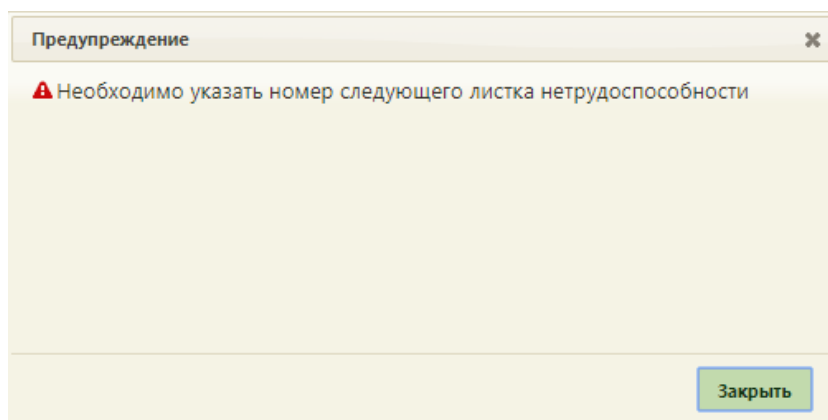 Предупреждение
Необходимо указать номер следующего листка нетрудоспособности
Закрыть